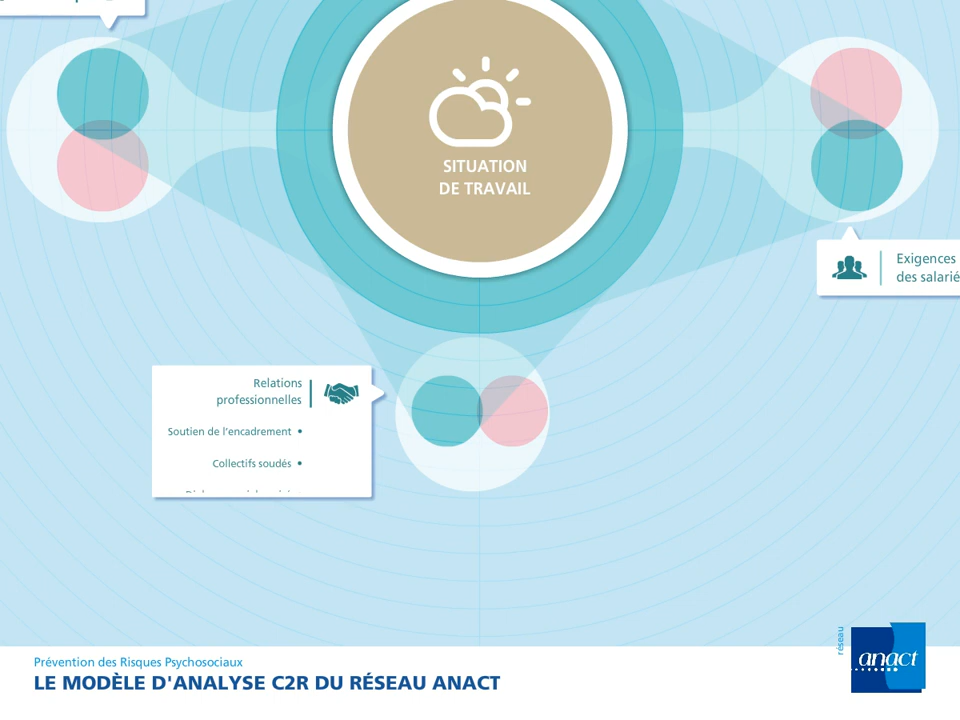 SITUATION
DE TRAVAIL
Exigences
des salarié
Relations
professionnelles
Soutien de l'encadrement •
Collectifs soudés •
Prévention des Risques Psychosociaux
LE MODÈLE D'ANALYSE C2R DU RÉSEAU ANACT
réseau
anact